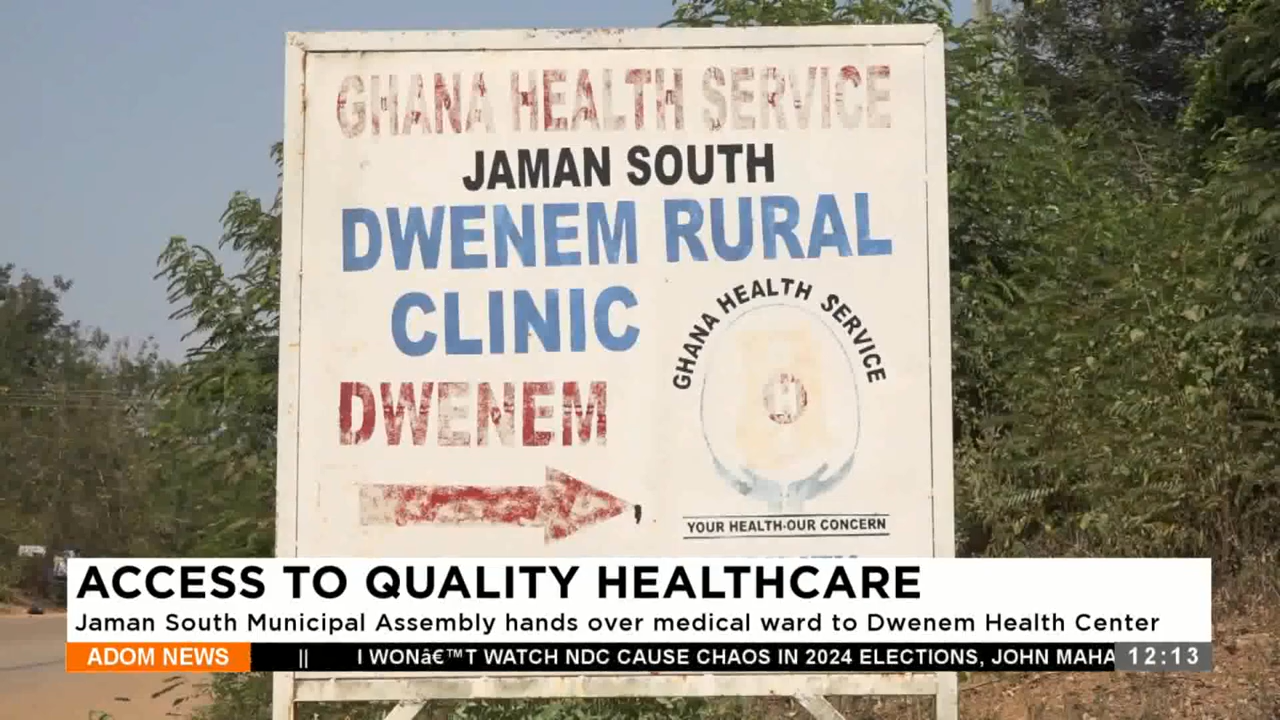 GHANA HEALTH SERVICE
JAMAN SOUTH
DWENEM RURAL
CLINIC
DWENEM
GHANA HEALTH SERVICE
H
YOUR HEALTH-OUR CONCERN
ACCESS TO QUALITY HEALTHCARE
Jaman South Municipal Assembly hands over medical ward to Dwenem Health Center
ADOM NEWS || I WON’T WATCH NDC CAUSE CHAOS IN 2024 ELECTIONS, JOHN MAHA 12:13